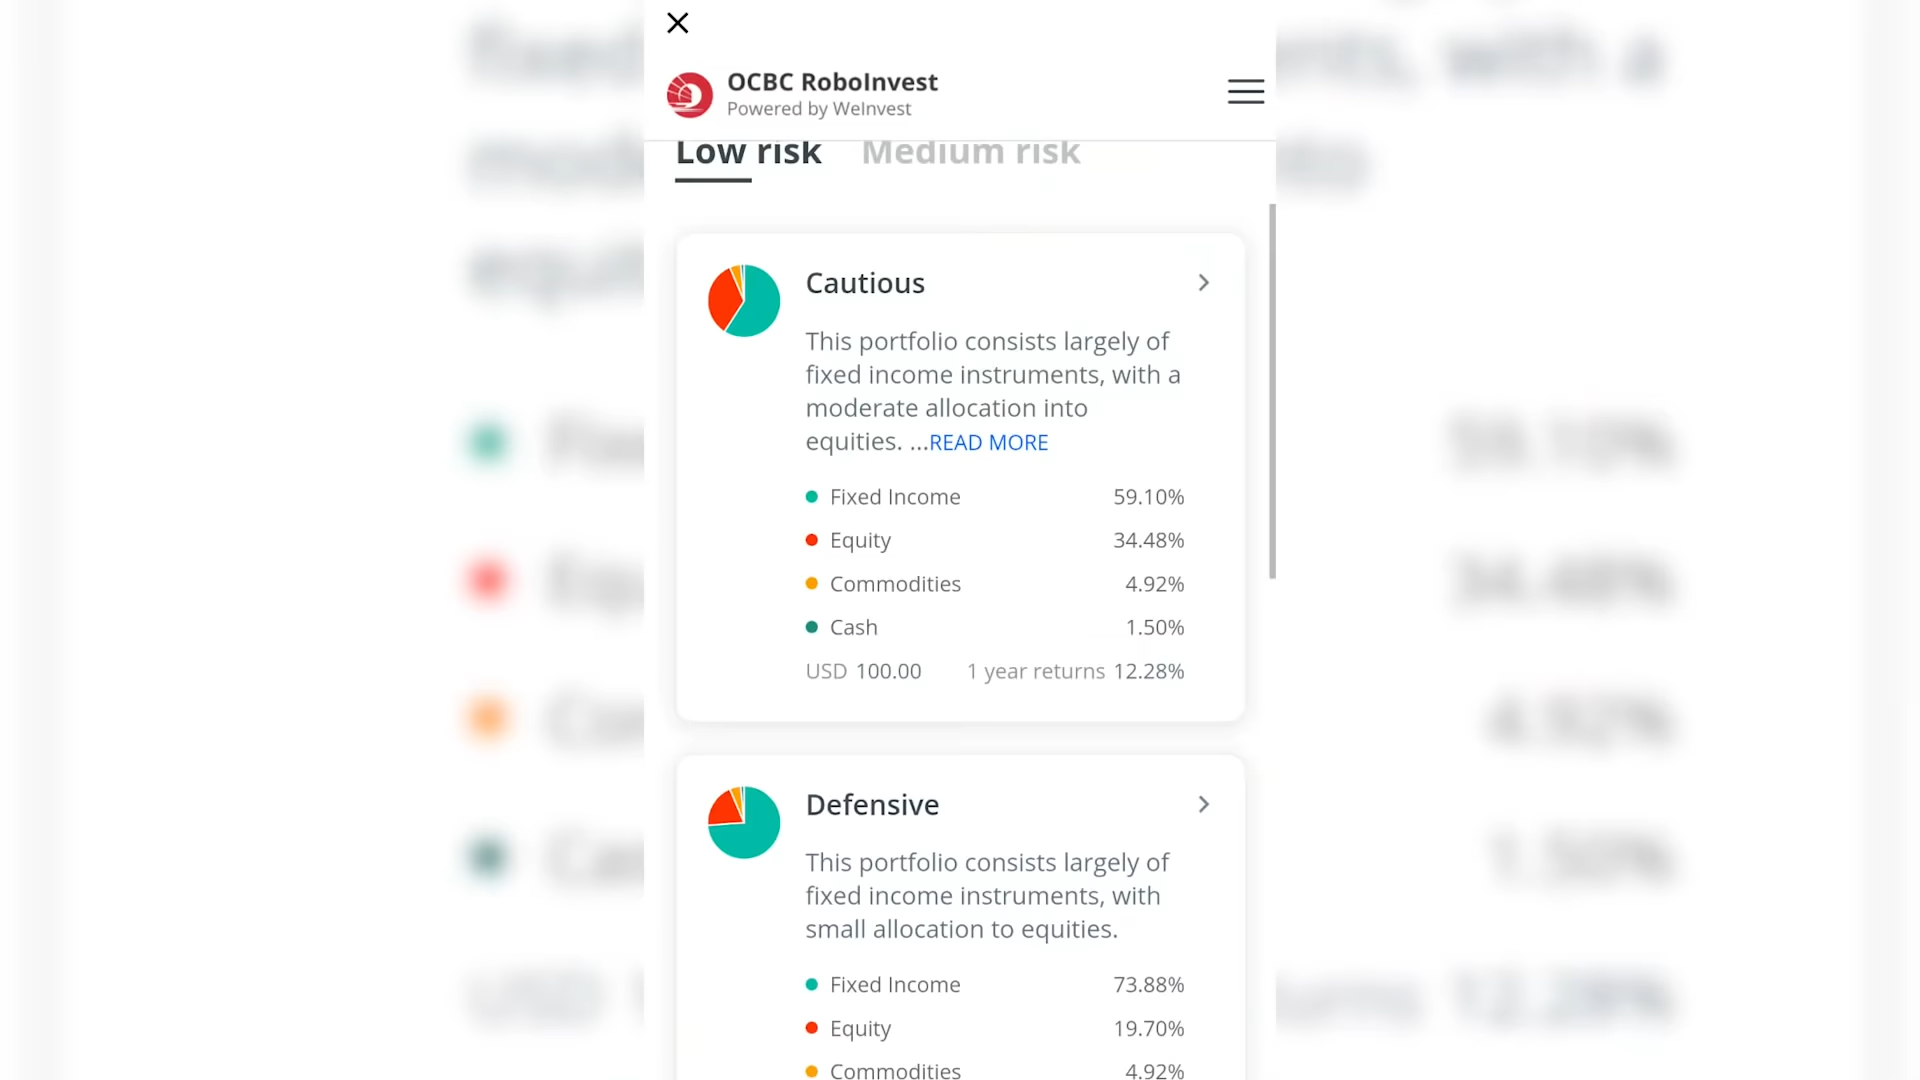 OCBC RoboInvest
Powered by WeInvest
Low risk Medium risk
Cautious
This portfolio consists largely of
fixed income instruments, with a
moderate allocation into
equities. ...READ MORE
Fixed Income 59.10%
Equity 34.48%
Commodities 4.92%
Cash 1.50%
USD 100.00 1 year returns 12.28%
Defensive
This portfolio consists largely of
fixed income instruments, with
small allocation to equities.
Fixed Income 73.88%
Equity 19.70%
Commodities 4.92%